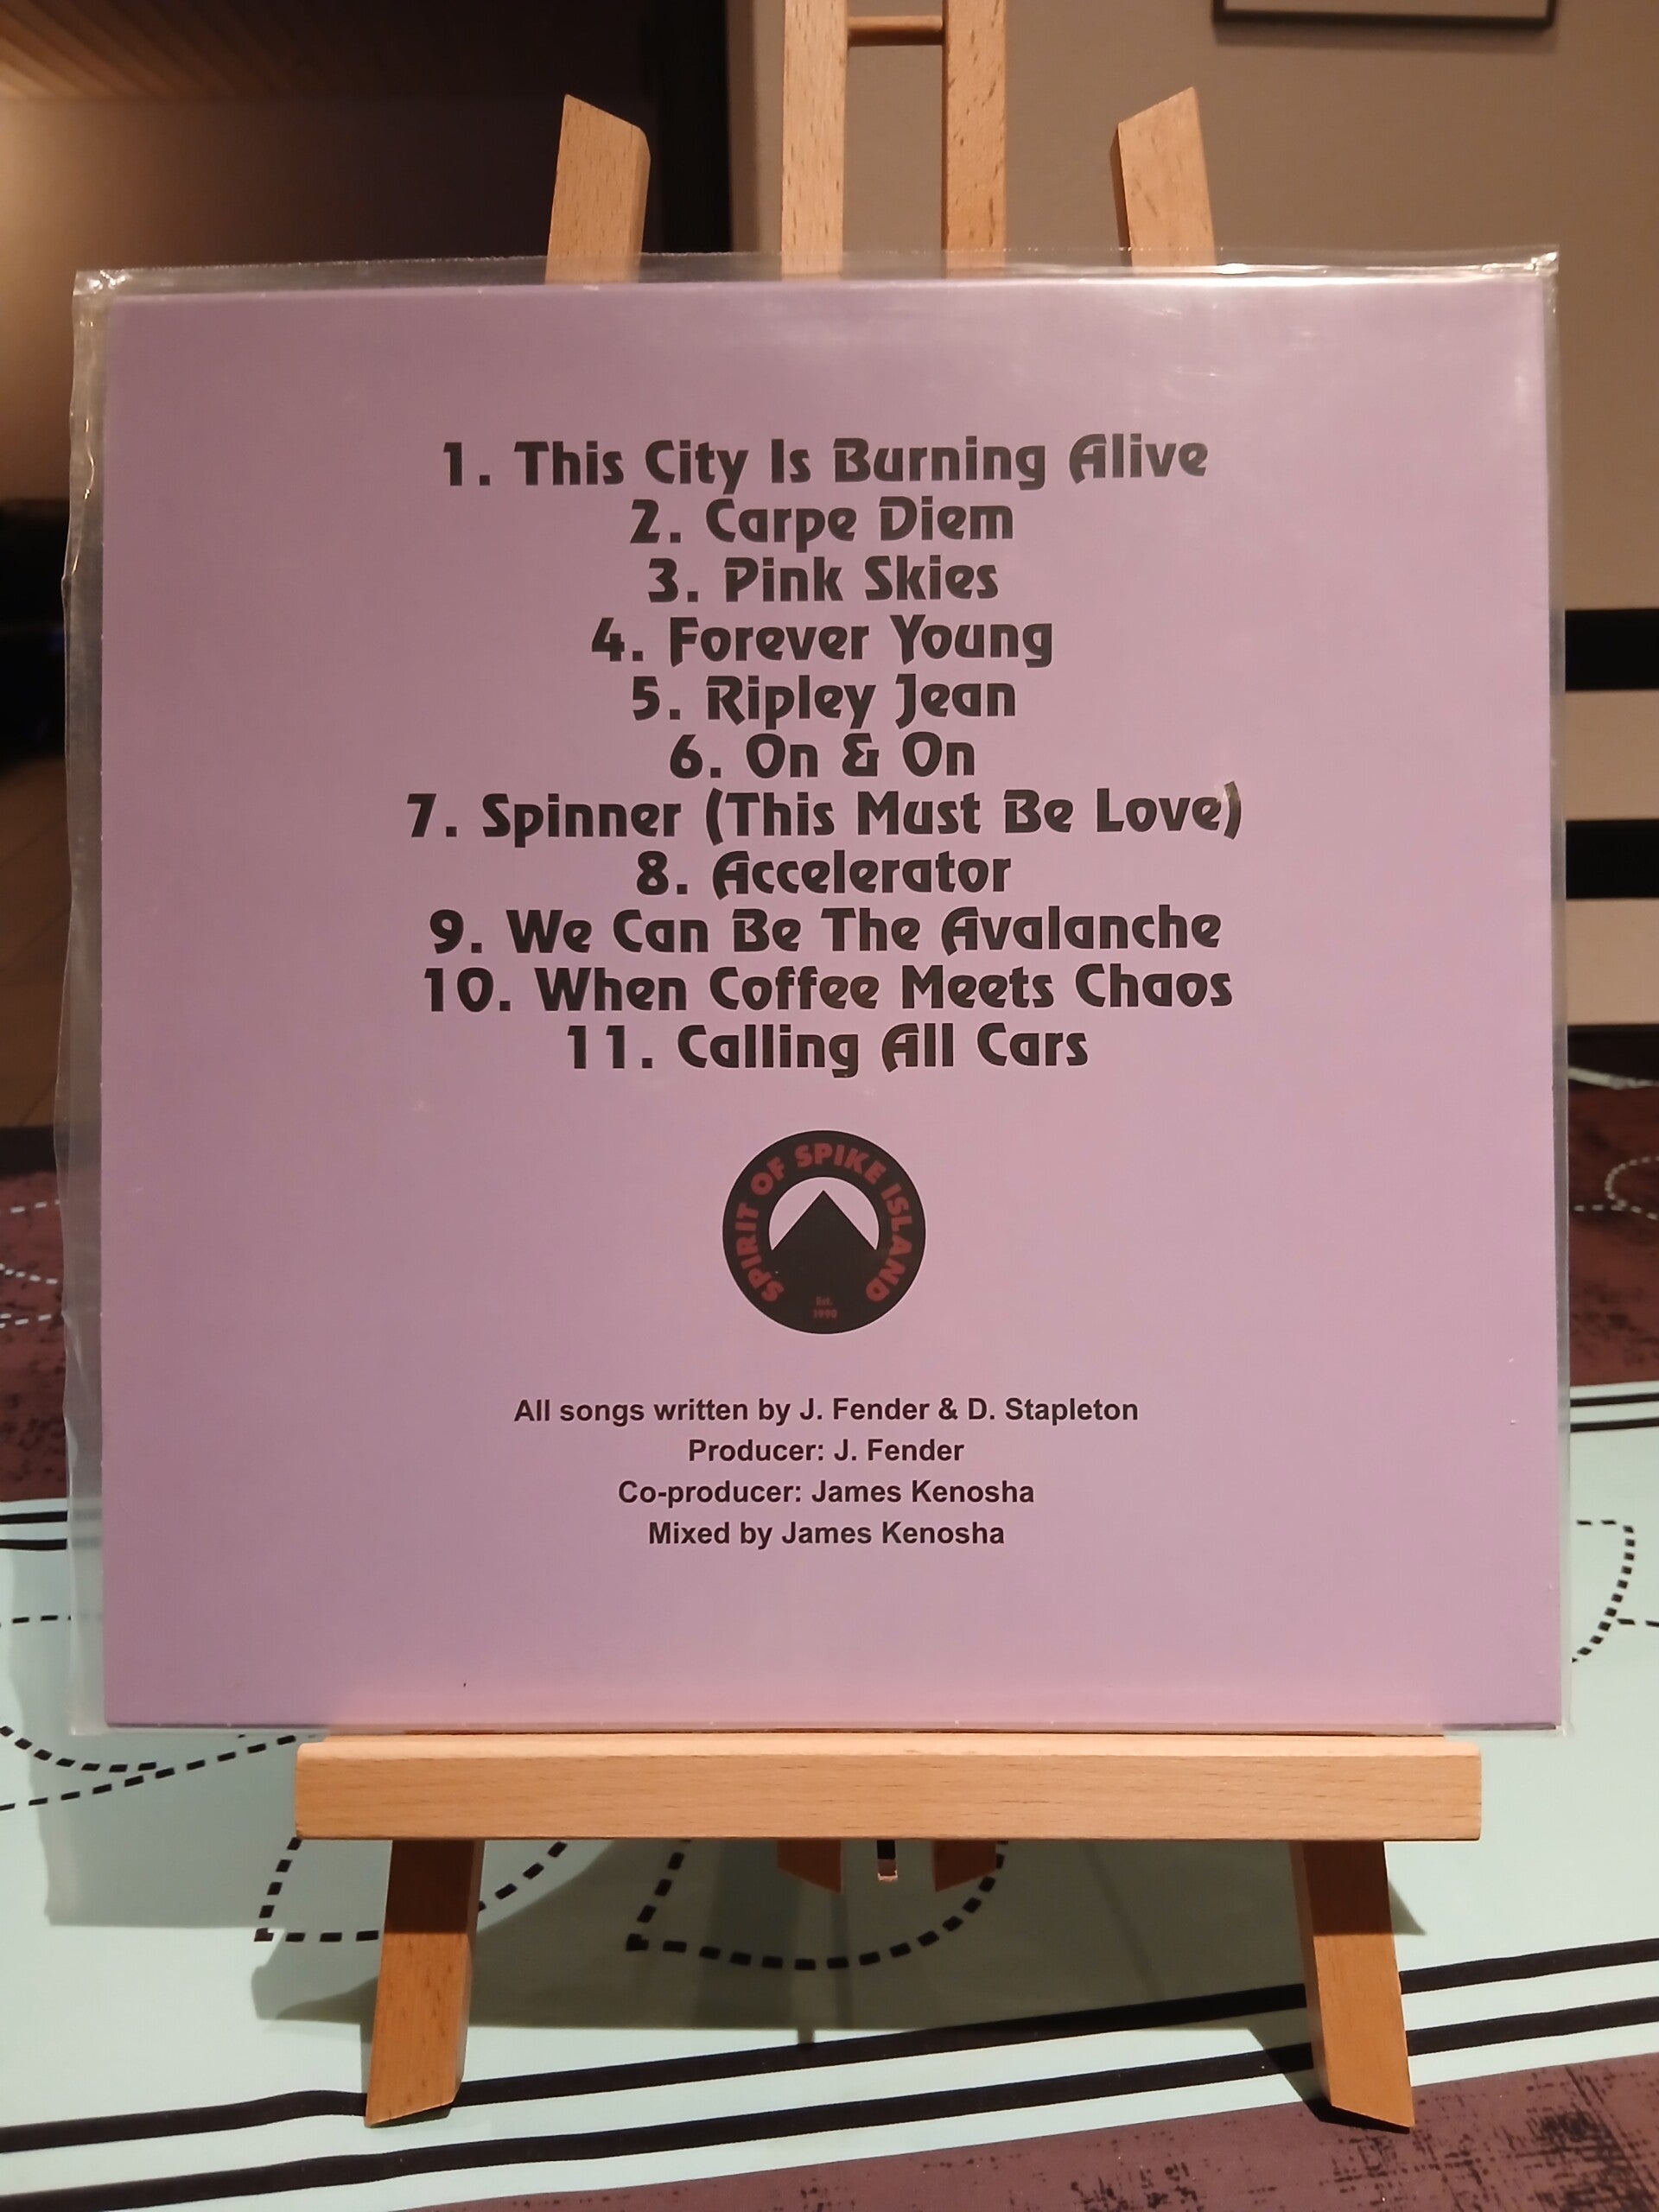 1. This City Is Burning Alive
2. Carpe Diem
3. Pink Skies
4. Forever Young
5. Ripley Jean
6. On & On
7. Spinner (This Must Be Love)
8. Accelerator
9. We Can Be The Avalanche
10. When Coffee Meets Chaos
11. Calling All Cars
SPIRIT OF SPIKE ISLAND
Est.
1990
All songs written by J. Fender & D. Stapleton
Producer: J. Fender
Co-producer: James Kenosha
Mixed by James Kenosha